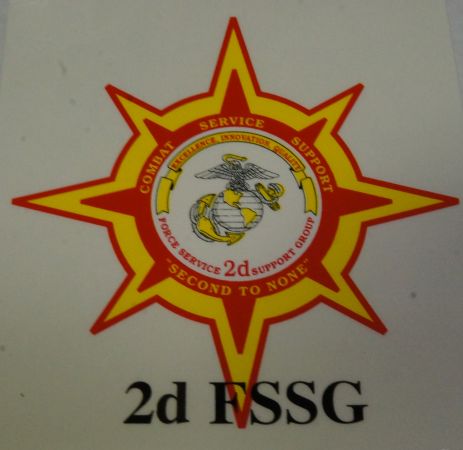 COMBAT SERVICE SUPPORT
EXCELLENCE, INNOVATION, QUALITY
FORCE SERVICE 2d SUPPORT GROUP
"SECOND TO NONE"
2d FSSG